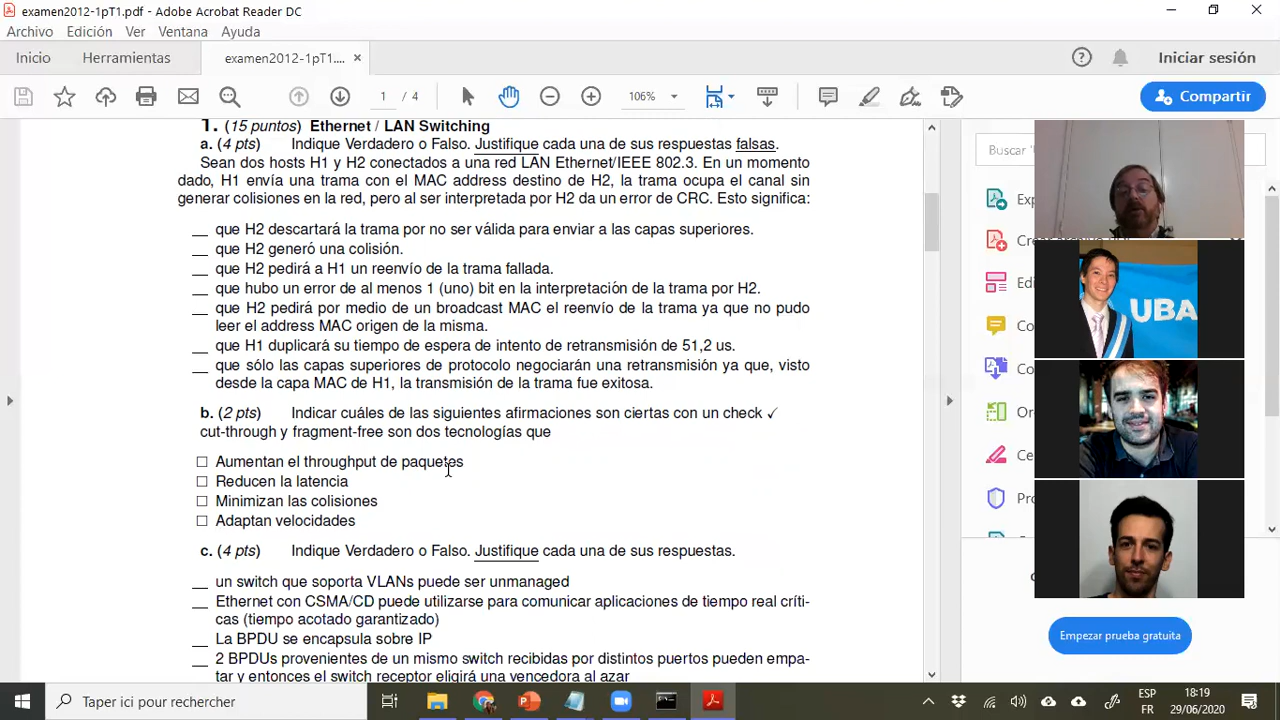 examen2012-1pT1.pdf - Adobe Acrobat Reader DC
Archivo Edición Ver Ventana Ayuda
Inicio Herramientas examen2012-1pT1.... × Iniciar sesión
1 / 4 106% Compartir
1. (15 puntos) Ethernet / LAN Switching
a. (4 pts) Indique Verdadero o Falso. Justifique cada una de sus respuestas falsas.
Sean dos hosts H1 y H2 conectados a una red LAN Ethernet/IEEE 802.3. En un momento
dado, H1 envía una trama con el MAC address destino de H2, la trama ocupa el canal sin
generar colisiones en la red, pero al ser interpretada por H2 da un error de CRC. Esto significa:
__ que H2 descartará la trama por no ser válida para enviar a las capas superiores.
__ que H2 generó una colisión.
__ que H2 pedirá a H1 un reenvío de la trama fallada.
__ que hubo un error de al menos 1 (uno) bit en la interpretación de la trama por H2.
__ que H2 pedirá por medio de un broadcast MAC el reenvío de la trama ya que no pudo
leer el address MAC origen de la misma.
__ que H1 duplicará su tiempo de espera de intento de retransmisión de 51,2 us.
__ que sólo las capas superiores de protocolo negociarán una retransmisión ya que, visto
desde la capa MAC de H1, la transmisión de la trama fue exitosa.
b. (2 pts) Indicar cuáles de las siguientes afirmaciones son ciertas con un check ✓
cut-through y fragment-free son dos tecnologías que
☐ Aumentan el throughput de paquetes
☐ Reducen la latencia
☐ Minimizan las colisiones
☐ Adaptan velocidades
c. (4 pts) Indique Verdadero o Falso. Justifique cada una de sus respuestas.
__ un switch que soporta VLANs puede ser unmanaged
__ Ethernet con CSMA/CD puede utilizarse para comunicar aplicaciones de tiempo real críti-
cas (tiempo acotado garantizado)
__ La BPDU se encapsula sobre IP
__ 2 BPDUs provenientes de un mismo switch recibidas por distintos puertos pueden empa-
tar y entonces el switch receptor eligirá una vencedora al azar
Buscar
UBA
Empezar prueba gratuita
Taper ici pour rechercher
ESP
FR
18:19
29/06/2020